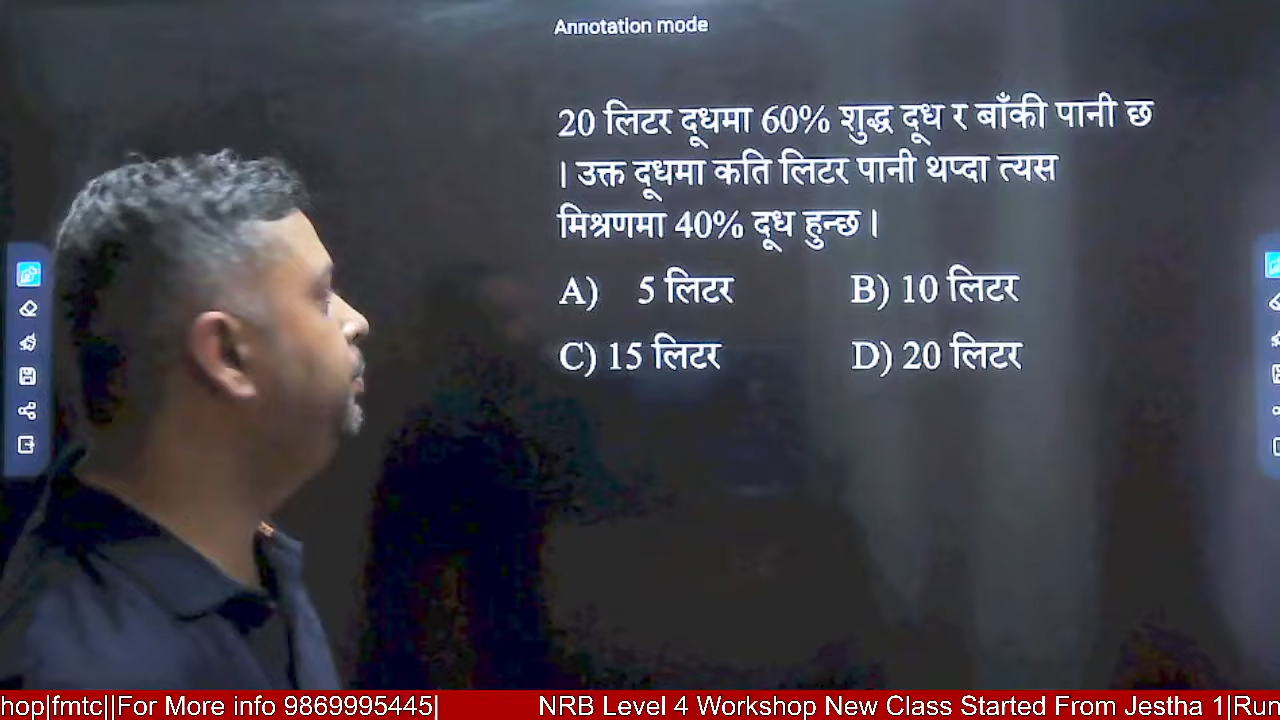 Annotation mode
20 लिटर दूधमा 60% शुद्ध दूध र बाँकी पानी छ
। उक्त दूधमा कति लिटर पानी थप्दा त्यस
मिश्रणमा 40% दूध हुन्छ ।
A) 5 लिटर B) 10 लिटर
C) 15 लिटर D) 20 लिटर
hop|fmtc||For More info 9869995445| NRB Level 4 Workshop New Class Started From Jestha 1|Run